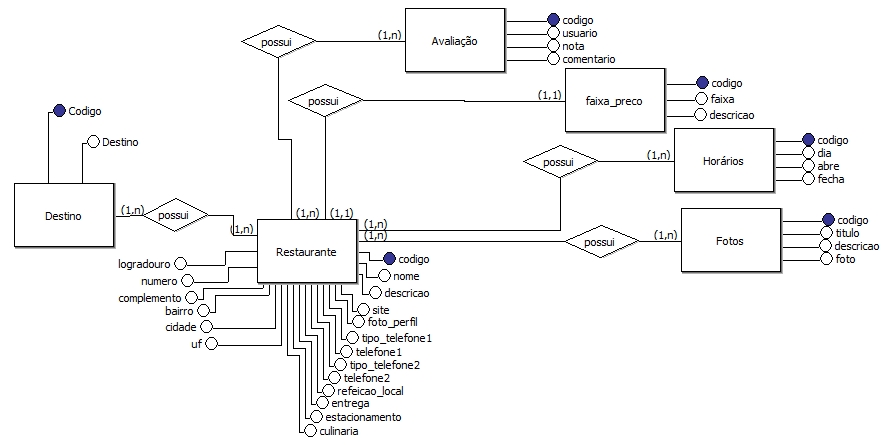 codigo
usuario
nota
comentario
Avaliação
possui
(1,n)
codigo
faixa
descricao
faixa_preco
possui
(1,1)
Codigo
Destino
codigo
dia
abre
fecha
Horários
possui
(1,n)
Destino
(1,n)
possui
(1,n)
(1,n)
(1,1)
(1,n)
(1,n)
possui
(1,n)
Fotos
codigo
titulo
descricao
foto
Restaurante
logradouro
numero
complemento
bairro
cidade
uf
codigo
nome
descricao
site
foto_perfil
tipo_telefone1
telefone1
tipo_telefone2
telefone2
refeicao_local
entrega
estacionamento
culinaria